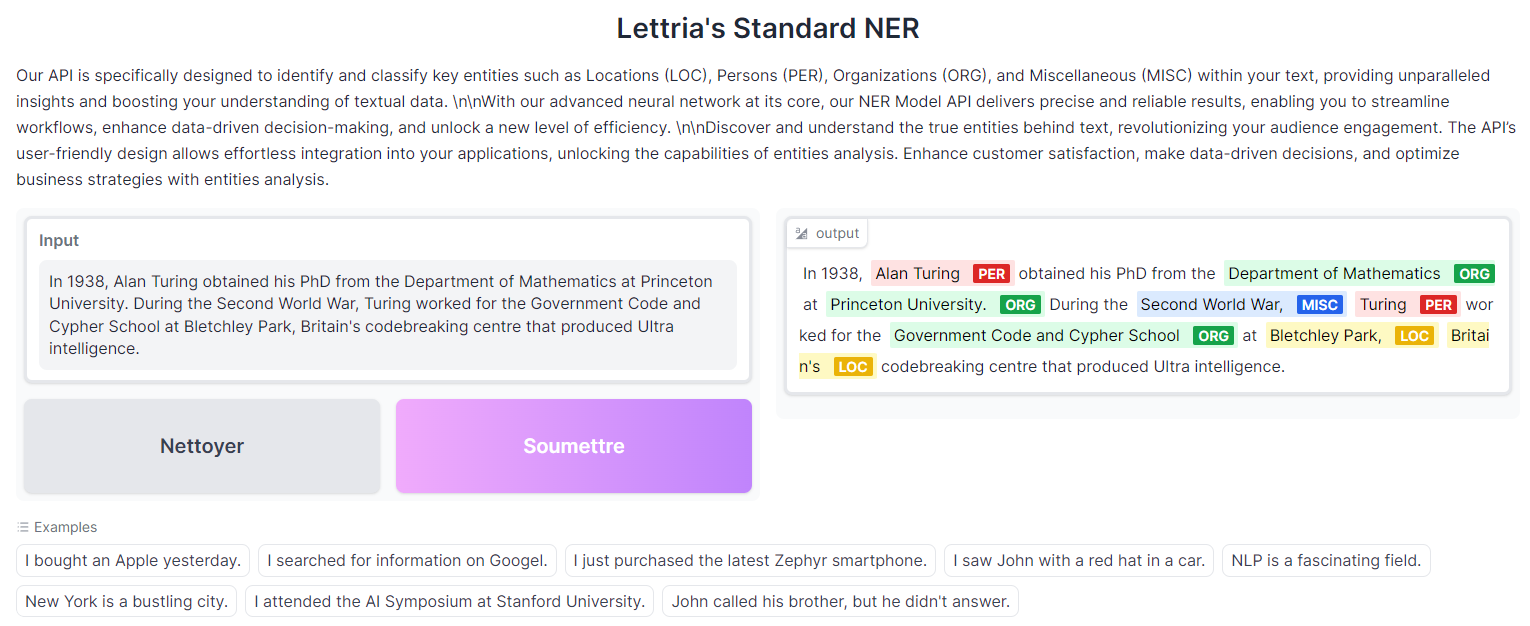 Lettria's Standard NER
Our API is specifically designed to identify and classify key entities such as Locations (LOC), Persons (PER), Organizations (ORG), and Miscellaneous (MISC) within your text, providing unparalleled
insights and boosting your understanding of textual data. \n\nWith our advanced neural network at its core, our NER Model API delivers precise and reliable results, enabling you to streamline
workflows, enhance data-driven decision-making, and unlock a new level of efficiency. \n\nDiscover and understand the true entities behind text, revolutionizing your audience engagement. The API’s
user-friendly design allows effortless integration into your applications, unlocking the capabilities of entities analysis. Enhance customer satisfaction, make data-driven decisions, and optimize
business strategies with entities analysis.
Input
In 1938, Alan Turing obtained his PhD from the Department of Mathematics at Princeton
University. During the Second World War, Turing worked for the Government Code and
Cypher School at Bletchley Park, Britain's codebreaking centre that produced Ultra
intelligence.
Nettoyer
Soumettre
output
In 1938, Alan Turing PER obtained his PhD from the Department of Mathematics ORG
at Princeton University. ORG During the Second World War, MISC Turing PER wor
ked for the Government Code and Cypher School ORG at Bletchley Park, LOC Britai
n's LOC codebreaking centre that produced Ultra intelligence.
Examples
I bought an Apple yesterday. I searched for information on Googel. I just purchased the latest Zephyr smartphone. I saw John with a red hat in a car. NLP is a fascinating field.
New York is a bustling city. I attended the AI Symposium at Stanford University. John called his brother, but he didn't answer.